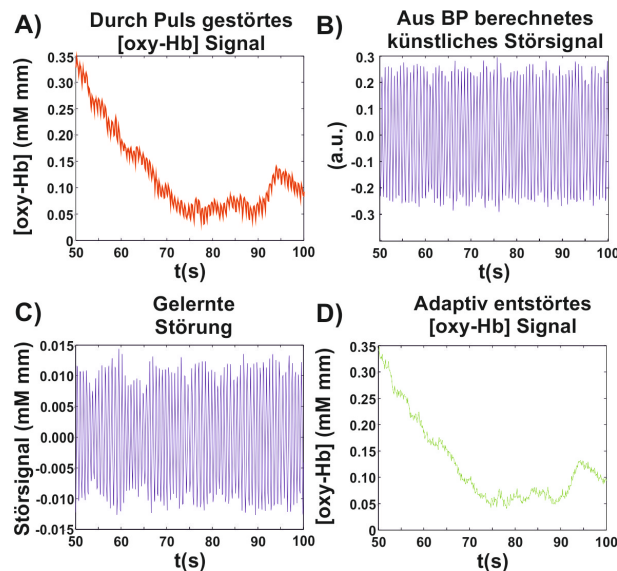 A)
Durch Puls gestörtes
[oxy-Hb] Signal
[oxy-Hb] (mM mm)
0.35
0.30
0.25
0.20
0.15
0.10
0.05
0
50 60 70 80 90 100
t(s)
B)
Aus BP berechnetes
künstliches Störsignal
(a.u.)
0.3
0.2
0.1
0.0
-0.1
-0.2
-0.3
50 60 70 80 90 100
t(s)
C)
Gelernte
Störung
Störsignal (mM mm)
0.015
0.010
0.005
0.000
-0.005
-0.010
-0.015
50 60 70 80 90 100
t(s)
D)
Adaptiv entstörtes
[oxy-Hb] Signal
[oxy-Hb] (mM mm)
0.35
0.30
0.25
0.20
0.15
0.10
0.05
0
50 60 70 80 90 100
t(s)